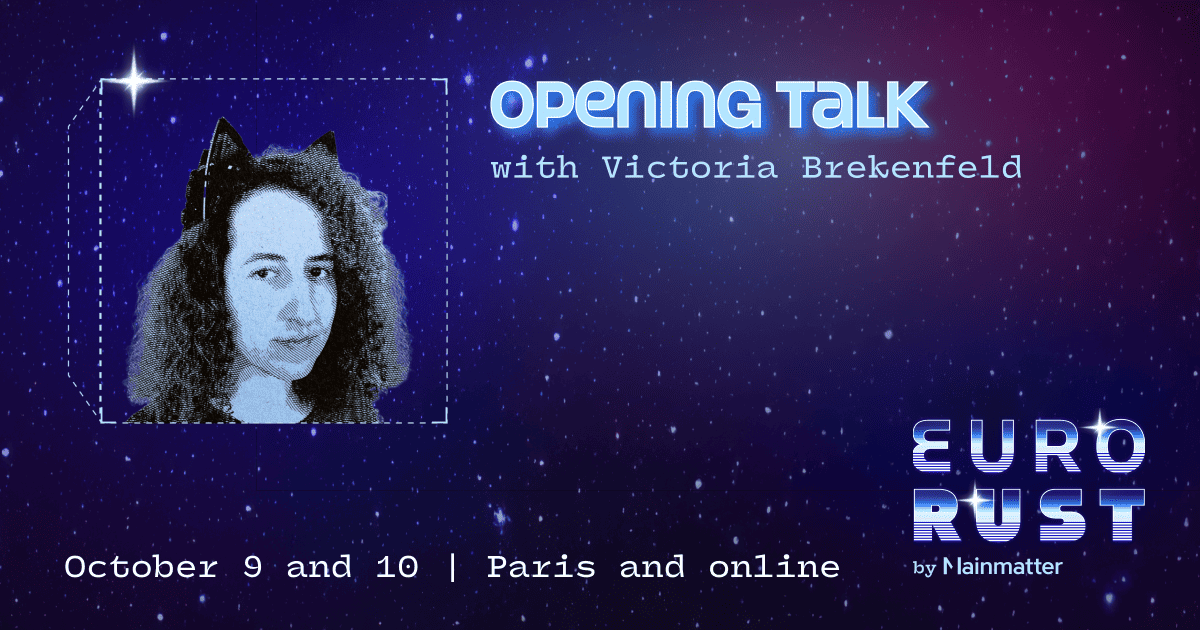 OPENING TALK
with Victoria Brekenfeld
EURO
RUST
by Mainmatter
October 9 and 10 | Paris and online